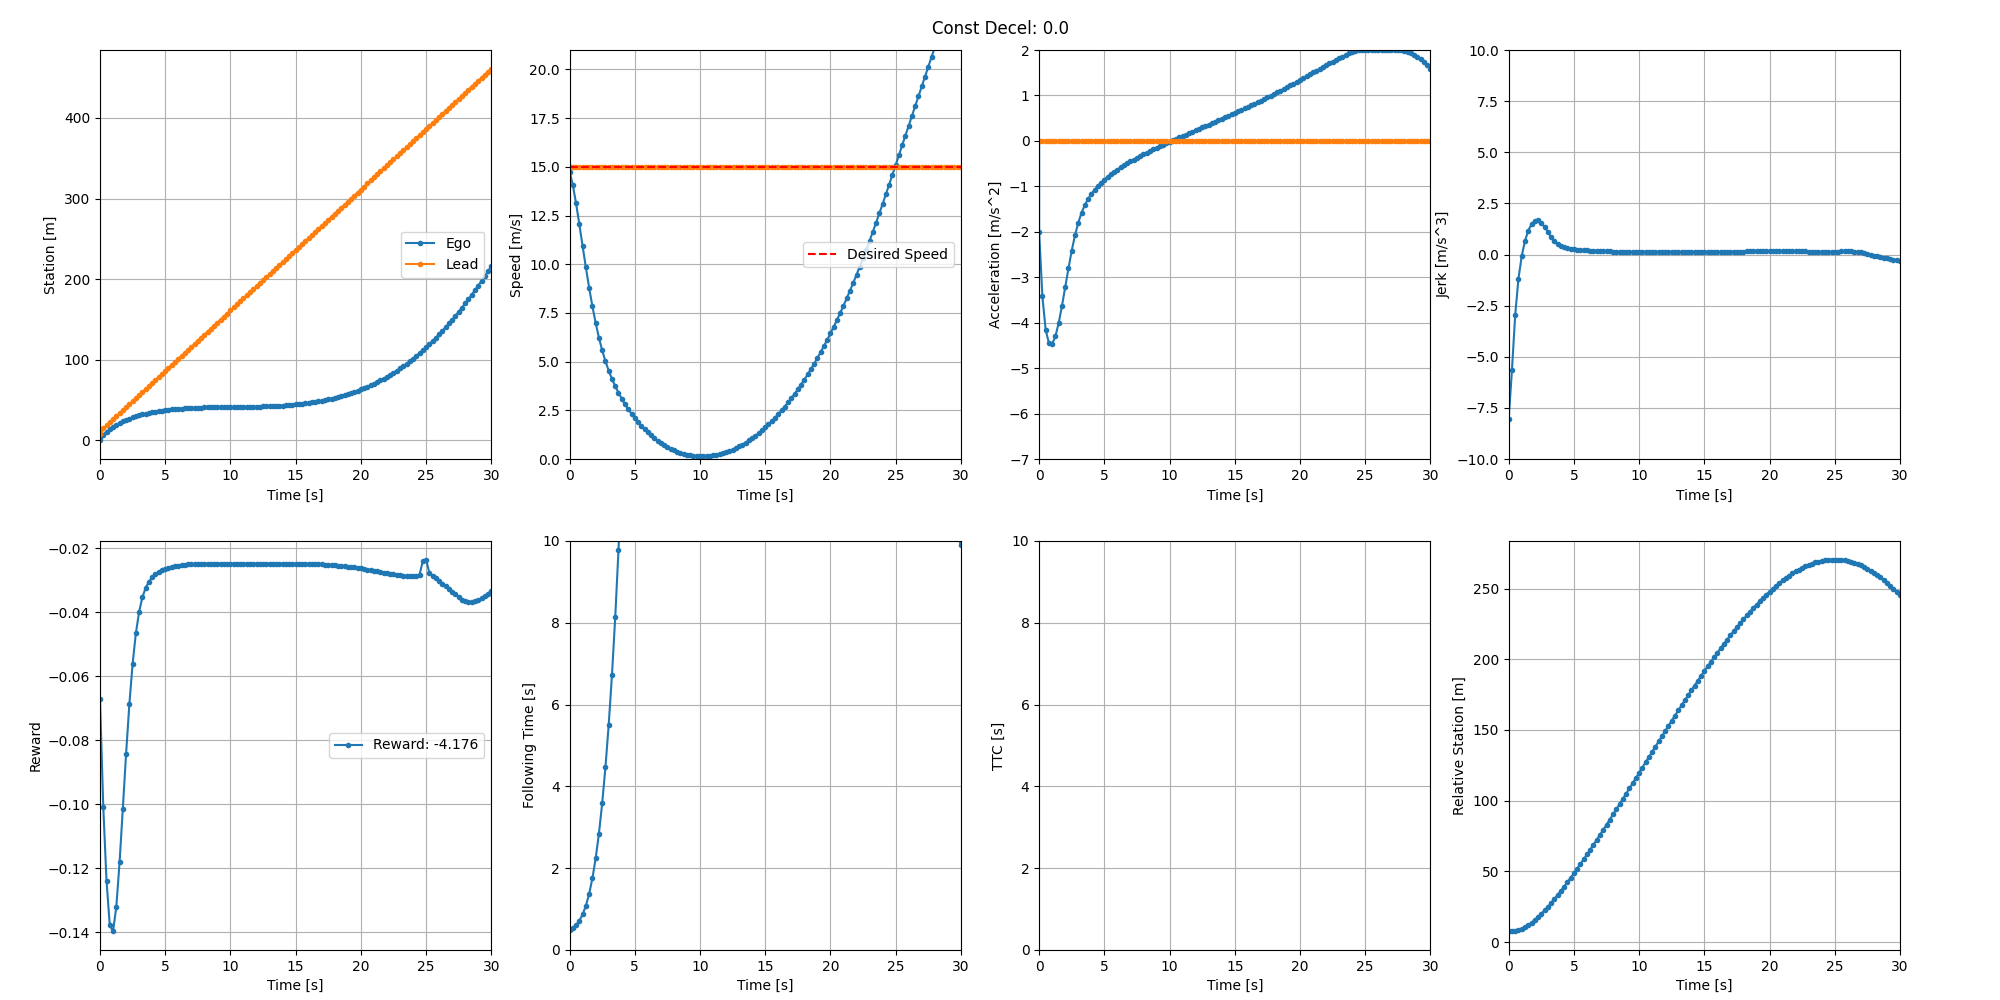 Const Decel: 0.0
Station [m]
400
300
200
100
0
Ego
Lead
0 5 10 15 20 25 30
Time [s]
Speed [m/s]
20.0
17.5
15.0
12.5
10.0
7.5
5.0
2.5
0.0
Desired Speed
0 5 10 15 20 25 30
Time [s]
Acceleration [m/s^2]
2
1
0
−1
−2
−3
−4
−5
−6
−7
0 5 10 15 20 25 30
Time [s]
Jerk [m/s^3]
10.0
7.5
5.0
2.5
0.0
−2.5
−5.0
−7.5
−10.0
0 5 10 15 20 25 30
Time [s]
Reward
−0.02
−0.04
−0.06
−0.08
−0.10
−0.12
−0.14
Reward: -4.176
0 5 10 15 20 25 30
Time [s]
Following Time [s]
10
8
6
4
2
0
0 5 10 15 20 25 30
Time [s]
TTC [s]
10
8
6
4
2
0
0 5 10 15 20 25 30
Time [s]
Relative Station [m]
250
200
150
100
50
0
0 5 10 15 20 25 30
Time [s]